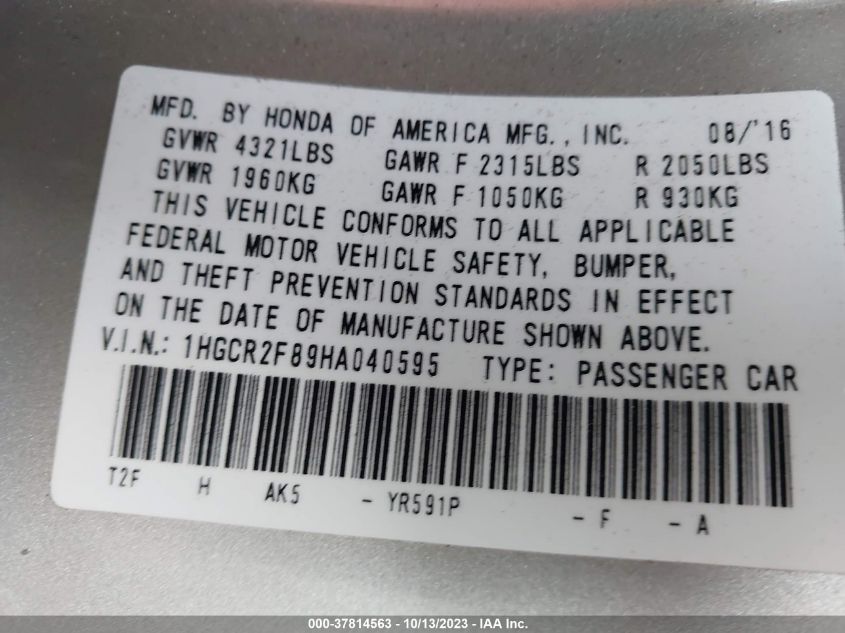 MFD. BY HONDA OF AMERICA MFG., INC. 08/'16
GVWR 4321LBS GAWR F 2315LBS R 2050LBS
GVWR 1960KG GAWR F 1050KG R 930KG
THIS VEHICLE CONFORMS TO ALL APPLICABLE
FEDERAL MOTOR VEHICLE SAFETY, BUMPER,
AND THEFT PREVENTION STANDARDS IN EFFECT
ON THE DATE OF MANUFACTURE SHOWN ABOVE.
V.I.N.: 1HGCR2F89HA040595 TYPE: PASSENGER CAR
T2F H AK5 - YR591P - F - A
000-37814563 - 10/13/2023 - IAA Inc.